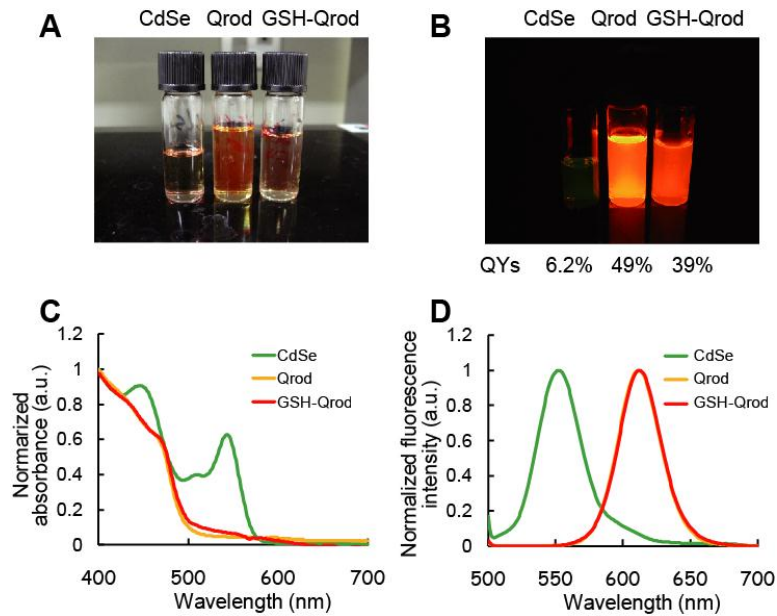 A
CdSe Qrod GSH-Qrod
B
CdSe Qrod GSH-Qrod
QYs 6.2% 49% 39%
C
Normarized
absorbance (a.u.)
1.2
1
0.8
0.6
0.4
0.2
0
400 500 600 700
Wavelength (nm)
CdSe
Qrod
GSH-Qrod
D
Normalized fluorescence
intensity (a.u.)
1.2
1
0.8
0.6
0.4
0.2
0
500 550 600 650 700
Wavelength (nm)
CdSe
Qrod
GSH-Qrod